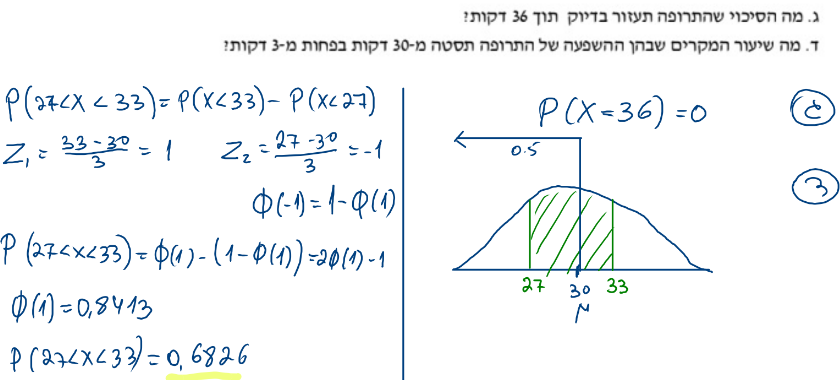 ג. מה הסיכוי שהתרופה תעזור בדיוק תוך 36 דקות?
ד. מה שיעור המקרים שבהן ההשפעה של התרופה תסטה מ-30 דקות בפחות מ-3 דקות?
ג
P(X=36)=0
ד
0.5
27 30 33
μ
P(27<X<33)=P(X<33)-P(X<27)
Z₁ = (33-30)/3 = 1 Z₂ = (27-30)/3 = -1
Φ(-1)=1-Φ(1)
P(27<X<33)=Φ(1)-(1-Φ(1))=2Φ(1)-1
Φ(1)=0,8413
P(27<X<33)=0,6826